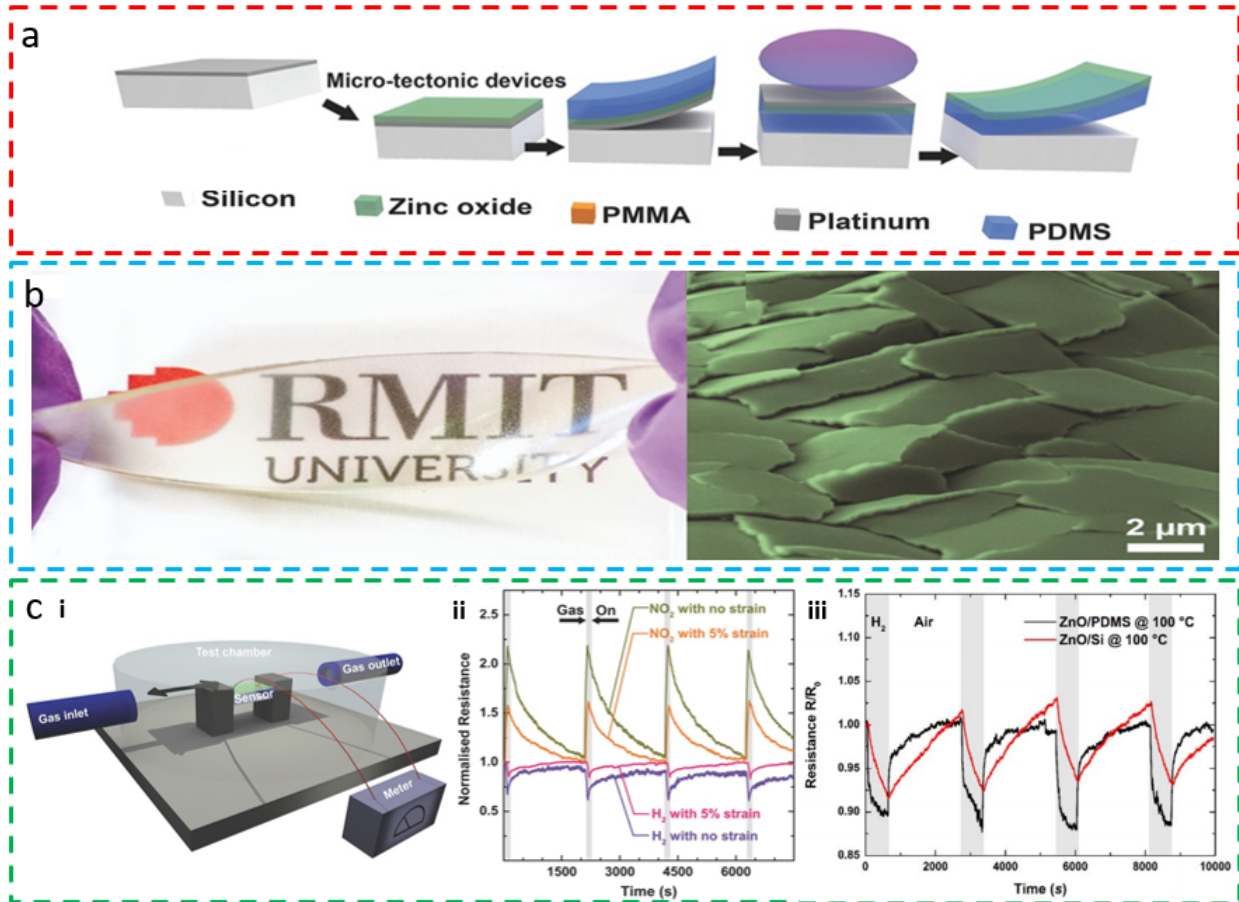 a
Micro-tectonic devices
Silicon
Zinc oxide
PMMA
Platinum
PDMS
b
RMIT
UNIVERSITY
2 µm
C i
Test chamber
Gas outlet
Sensor
Gas inlet
Meter
ii
Gas On
NO₂ with no strain
NO₂ with 5% strain
H₂ with 5% strain
H₂ with no strain
Normalised Resistance
2.5
2.0
1.5
1.0
0.5
1500 3000 4500 6000
Time (s)
iii
H₂ Air
ZnO/PDMS @ 100 °C
ZnO/Si @ 100 °C
Resistance R/R₀
1.15
1.10
1.05
1.00
0.95
0.90
0.85
0 2000 4000 6000 8000 10000
Time (s)